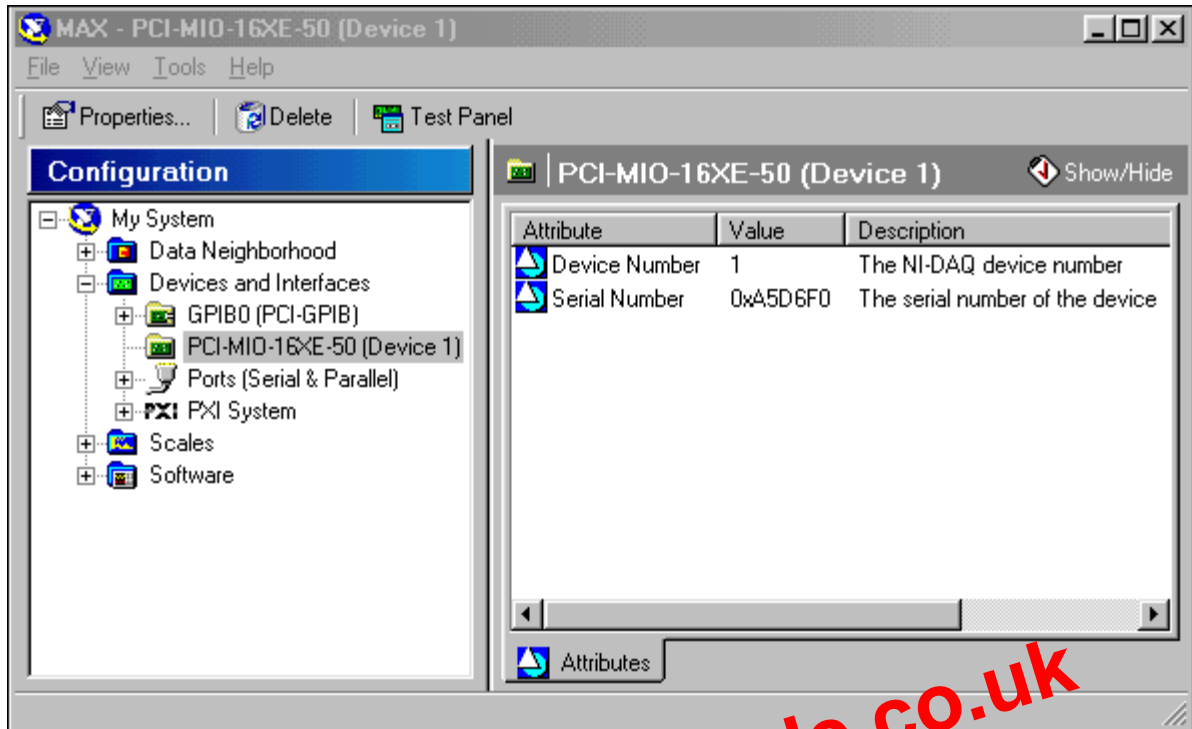 MAX - PCI-MIO-16XE-50 (Device 1)
File View Tools Help
Properties... Delete Test Panel
Configuration
My System
Data Neighborhood
Devices and Interfaces
GPIB0 (PCI-GPIB)
PCI-MIO-16XE-50 (Device 1)
Ports (Serial & Parallel)
PXI PXI System
Scales
Software
PCI-MIO-16XE-50 (Device 1) Show/Hide
Attribute Value Description
Device Number 1 The NI-DAQ device number
Serial Number 0xA5D6F0 The serial number of the device
Attributes
co.uk